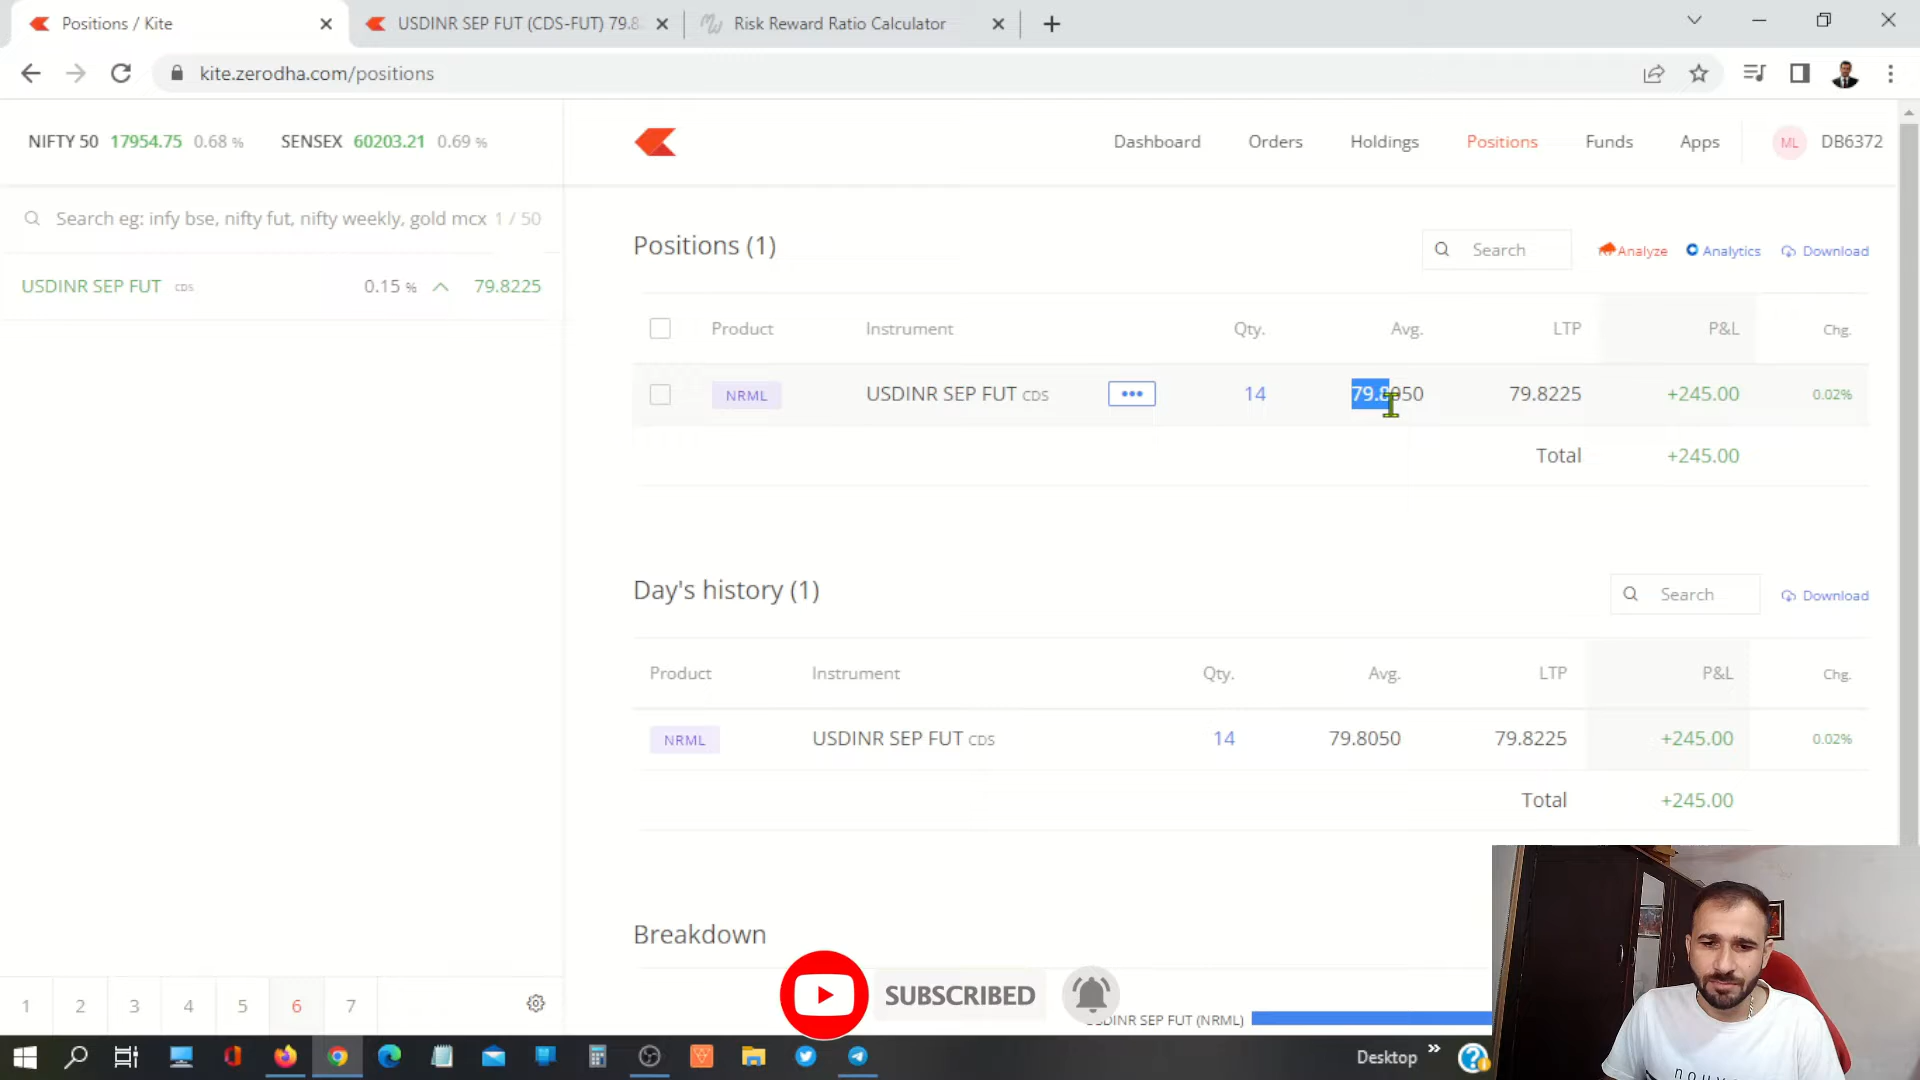 Positions / Kite
USDINR SEP FUT (CDS-FUT) 79.8
Risk Reward Ratio Calculator
kite.zerodha.com/positions
NIFTY 50 17954.75 0.68 % SENSEX 60203.21 0.69 %
Dashboard Orders Holdings Positions Funds Apps ML DB6372
Search eg: infy bse, nifty fut, nifty weekly, gold mcx 1 / 50
USDINR SEP FUT CDS 0.15 % 79.8225
Positions (1)
Search Analyze Analytics Download
Product Instrument Qty. Avg. LTP P&L Chg.
NRML USDINR SEP FUT CDS ••• 14 79.8050 79.8225 +245.00 0.02%
Total +245.00
Day's history (1)
Search Download
Product Instrument Qty. Avg. LTP P&L Chg.
NRML USDINR SEP FUT CDS 14 79.8050 79.8225 +245.00 0.02%
Total +245.00
Breakdown
SUBSCRIBED
USDINR SEP FUT (NRML)
1 2 3 4 5 6 7
Desktop